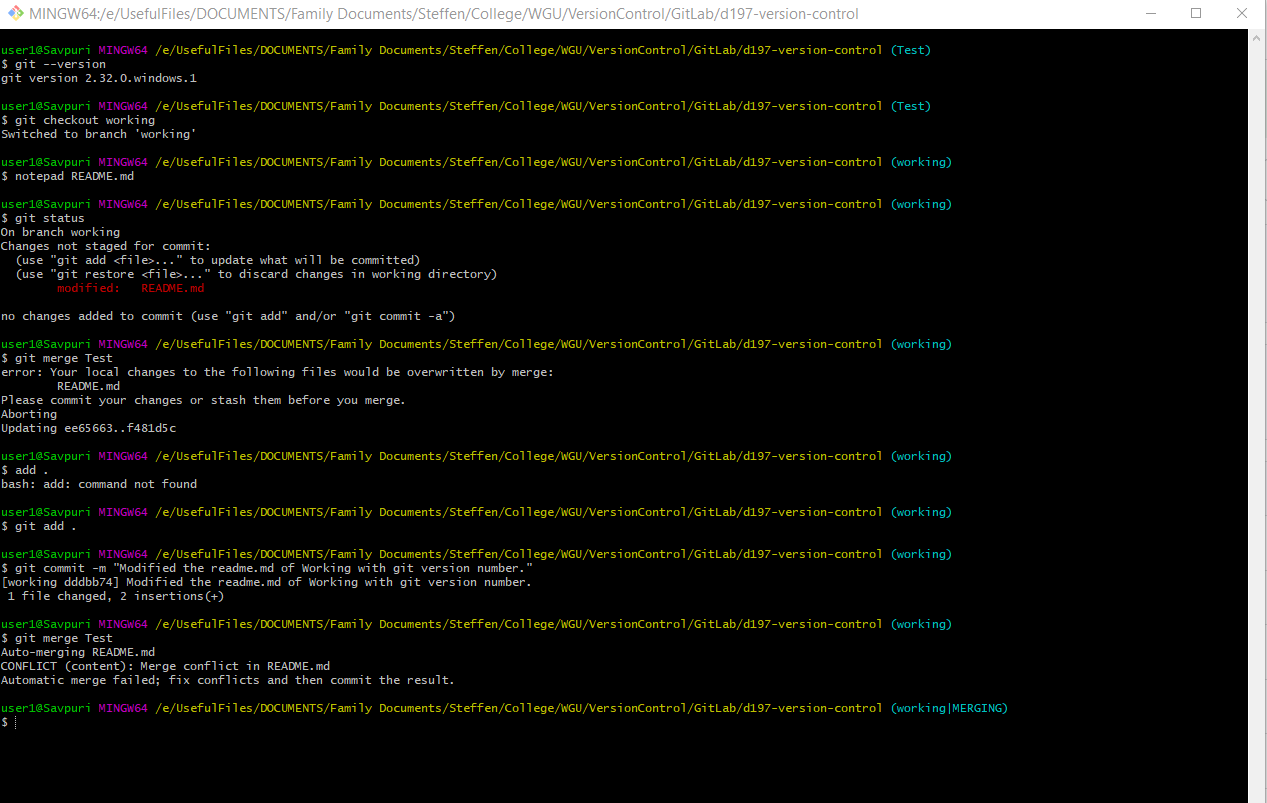 MINGW64:/e/UsefulFiles/DOCUMENTS/Family Documents/Steffen/College/WGU/VersionControl/GitLab/d197-version-control
user1@Savpuri MINGW64 /e/UsefulFiles/DOCUMENTS/Family Documents/Steffen/College/WGU/VersionControl/GitLab/d197-version-control (Test)
$ git --version
git version 2.32.0.windows.1
user1@Savpuri MINGW64 /e/UsefulFiles/DOCUMENTS/Family Documents/Steffen/College/WGU/VersionControl/GitLab/d197-version-control (Test)
$ git checkout working
Switched to branch 'working'
user1@Savpuri MINGW64 /e/UsefulFiles/DOCUMENTS/Family Documents/Steffen/College/WGU/VersionControl/GitLab/d197-version-control (working)
$ notepad README.md
user1@Savpuri MINGW64 /e/UsefulFiles/DOCUMENTS/Family Documents/Steffen/College/WGU/VersionControl/GitLab/d197-version-control (working)
$ git status
On branch working
Changes not staged for commit:
  (use "git add <file>..." to update what will be committed)
  (use "git restore <file>..." to discard changes in working directory)
        modified:   README.md
no changes added to commit (use "git add" and/or "git commit -a")
user1@Savpuri MINGW64 /e/UsefulFiles/DOCUMENTS/Family Documents/Steffen/College/WGU/VersionControl/GitLab/d197-version-control (working)
$ git merge Test
error: Your local changes to the following files would be overwritten by merge:
        README.md
Please commit your changes or stash them before you merge.
Aborting
Updating ee65663..f481d5c
user1@Savpuri MINGW64 /e/UsefulFiles/DOCUMENTS/Family Documents/Steffen/College/WGU/VersionControl/GitLab/d197-version-control (working)
$ add .
bash: add: command not found
user1@Savpuri MINGW64 /e/UsefulFiles/DOCUMENTS/Family Documents/Steffen/College/WGU/VersionControl/GitLab/d197-version-control (working)
$ git add .
user1@Savpuri MINGW64 /e/UsefulFiles/DOCUMENTS/Family Documents/Steffen/College/WGU/VersionControl/GitLab/d197-version-control (working)
$ git commit -m "Modified the readme.md of Working with git version number."
[working dddbb74] Modified the readme.md of Working with git version number.
 1 file changed, 2 insertions(+)
user1@Savpuri MINGW64 /e/UsefulFiles/DOCUMENTS/Family Documents/Steffen/College/WGU/VersionControl/GitLab/d197-version-control (working)
$ git merge Test
Auto-merging README.md
CONFLICT (content): Merge conflict in README.md
Automatic merge failed; fix conflicts and then commit the result.
user1@Savpuri MINGW64 /e/UsefulFiles/DOCUMENTS/Family Documents/Steffen/College/WGU/VersionControl/GitLab/d197-version-control (working|MERGING)
$